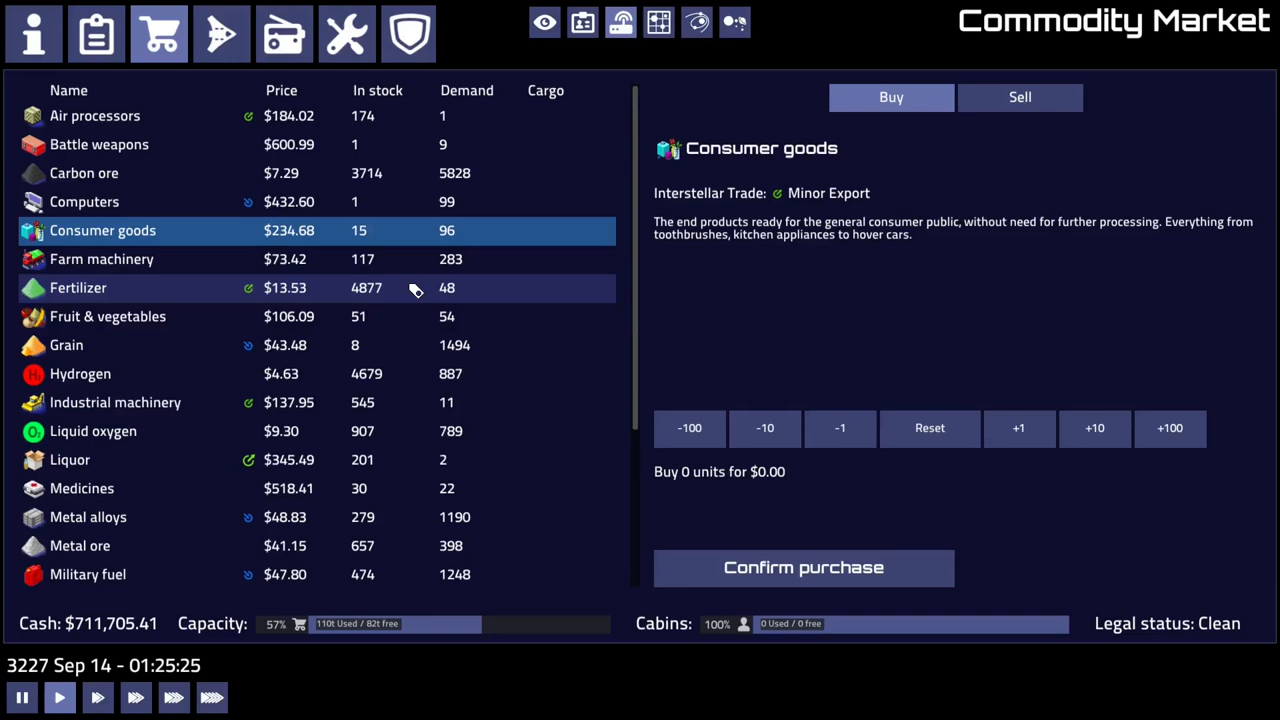 Commodity Market
Name Price In stock Demand Cargo
Air processors $184.02 174 1
Battle weapons $600.99 1 9
Carbon ore $7.29 3714 5828
Computers $432.60 1 99
Consumer goods $234.68 15 96
Farm machinery $73.42 117 283
Fertilizer $13.53 4877 48
Fruit & vegetables $106.09 51 54
Grain $43.48 8 1494
Hydrogen $4.63 4679 887
Industrial machinery $137.95 545 11
Liquid oxygen $9.30 907 789
Liquor $345.49 201 2
Medicines $518.41 30 22
Metal alloys $48.83 279 1190
Metal ore $41.15 657 398
Military fuel $47.80 474 1248
Buy Sell
Consumer goods
Interstellar Trade: Minor Export
The end products ready for the general consumer public, without need for further processing. Everything from
toothbrushes, kitchen appliances to hover cars.
-100 -10 -1 Reset +1 +10 +100
Buy 0 units for $0.00
Confirm purchase
Cash: $711,705.41 Capacity: 57% 110t Used / 82t free Cabins: 100% 0 Used / 0 free Legal status: Clean
3227 Sep 14 - 01:25:25